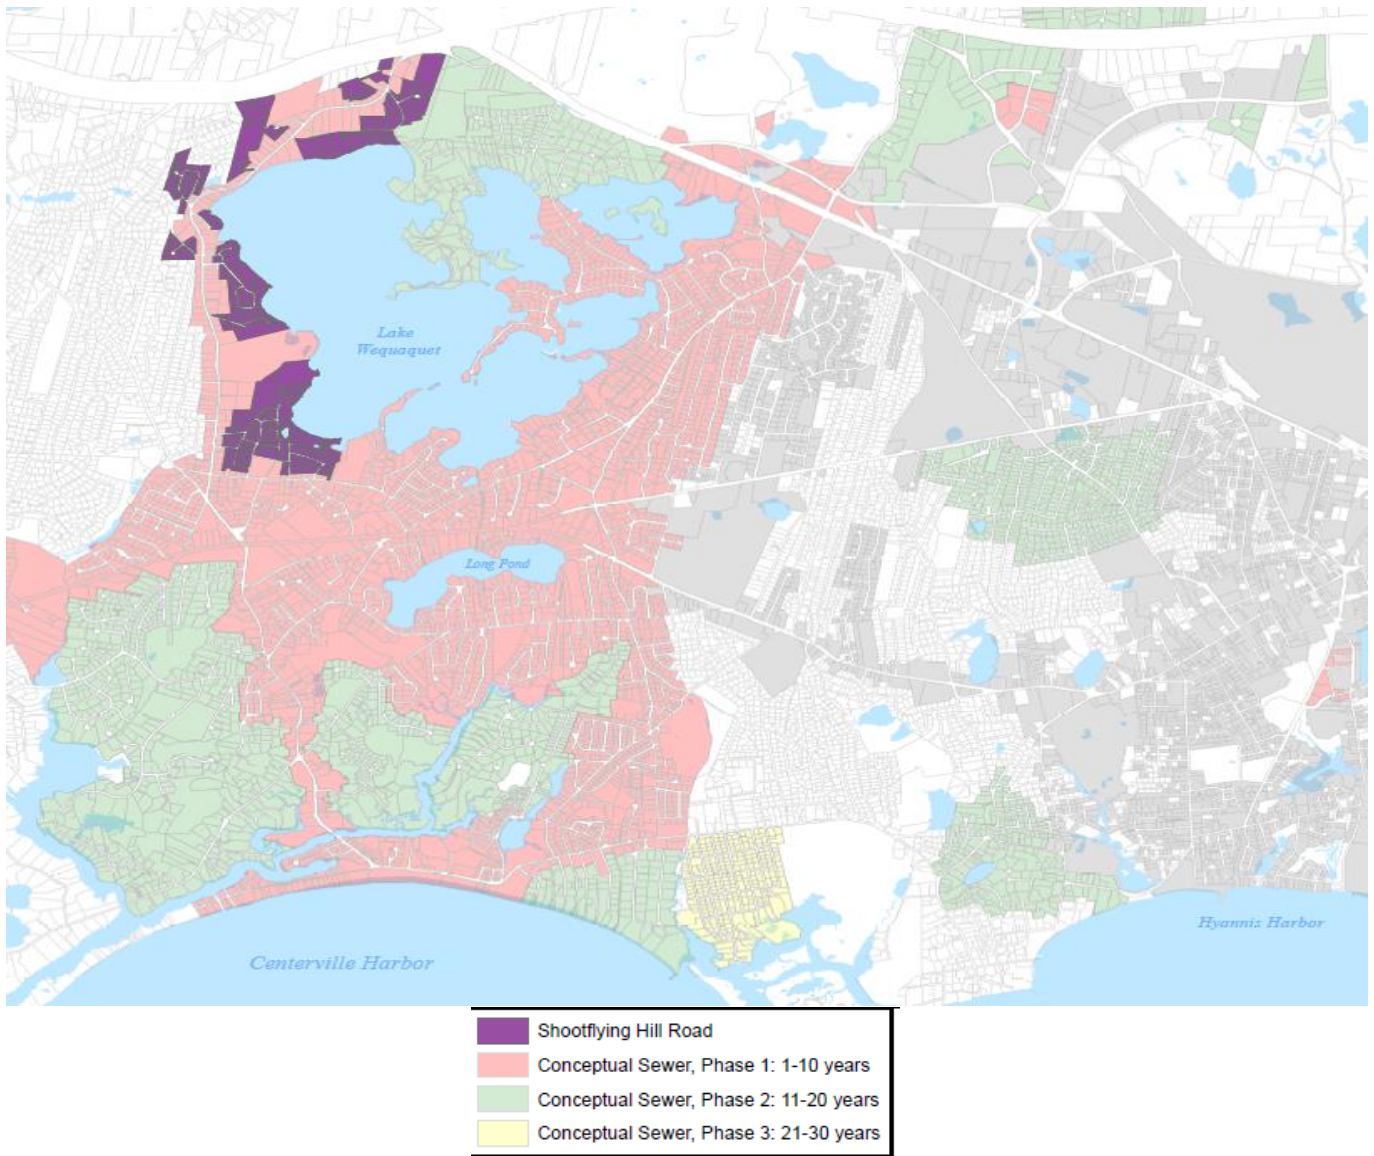 Lake
Wequaquet
Long Pond
Centerville Harbor
Hyannis Harbor
Shootflying Hill Road
Conceptual Sewer, Phase 1: 1-10 years
Conceptual Sewer, Phase 2: 11-20 years
Conceptual Sewer, Phase 3: 21-30 years